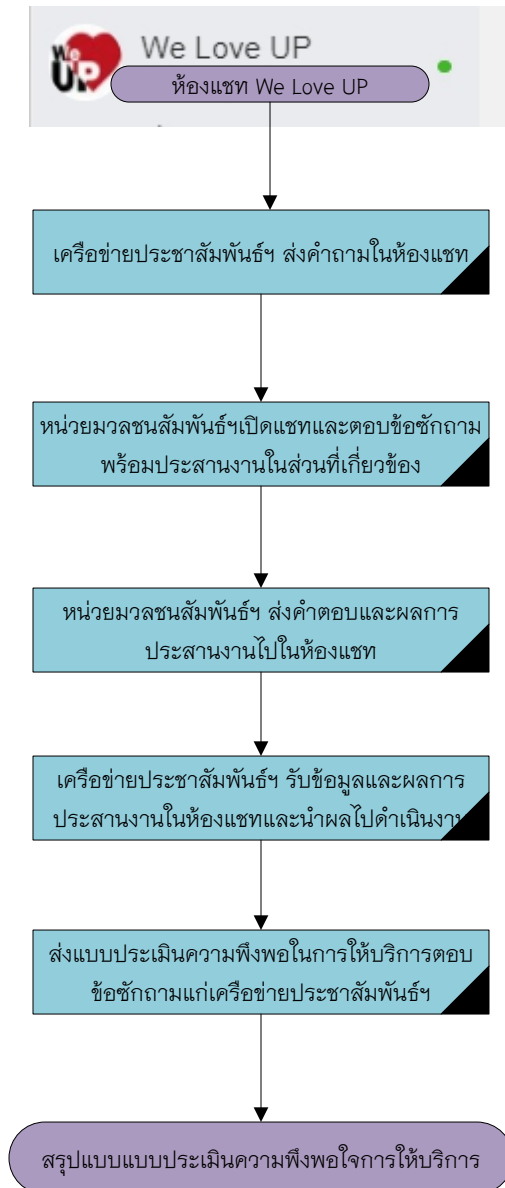 We UP
We Love UP
ห้องแชท We Love UP
เครือข่ายประชาสัมพันธ์ฯ ส่งคำถามในห้องแชท
หน่วยมวลชนสัมพันธ์ฯเปิดแชทและตอบข้อซักถาม
พร้อมประสานงานในส่วนที่เกี่ยวข้อง
หน่วยมวลชนสัมพันธ์ฯ ส่งคำตอบและผลการ
ประสานงานไปในห้องแชท
เครือข่ายประชาสัมพันธ์ฯ รับข้อมูลและผลการ
ประสานงานในห้องแชทและนำผลไปดำเนินงาน
ส่งแบบประเมินความพึงพอในการให้บริการตอบ
ข้อซักถามแก่เครือข่ายประชาสัมพันธ์ฯ
สรุปแบบแบบประเมินความพึงพอใจการให้บริการ